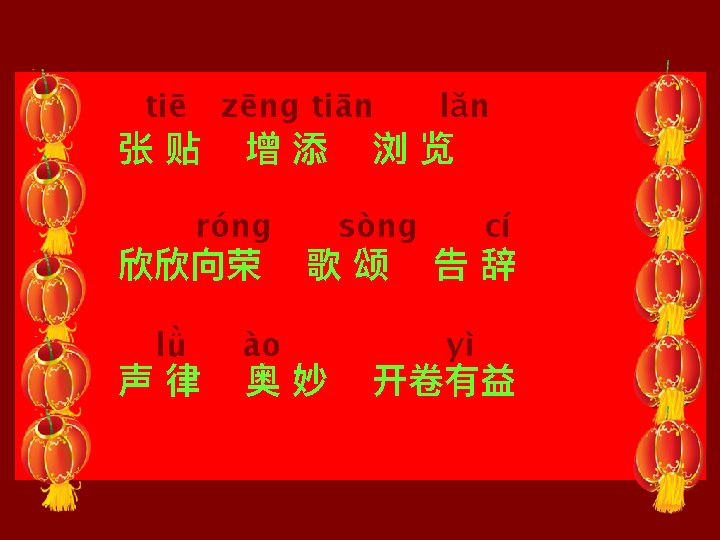 tiē zēng tiān lǎn
张 贴 增 添 浏 览
róng sòng cí
欣欣向荣 歌 颂 告 辞
lǜ ào yì
声 律 奥 妙 开卷有益